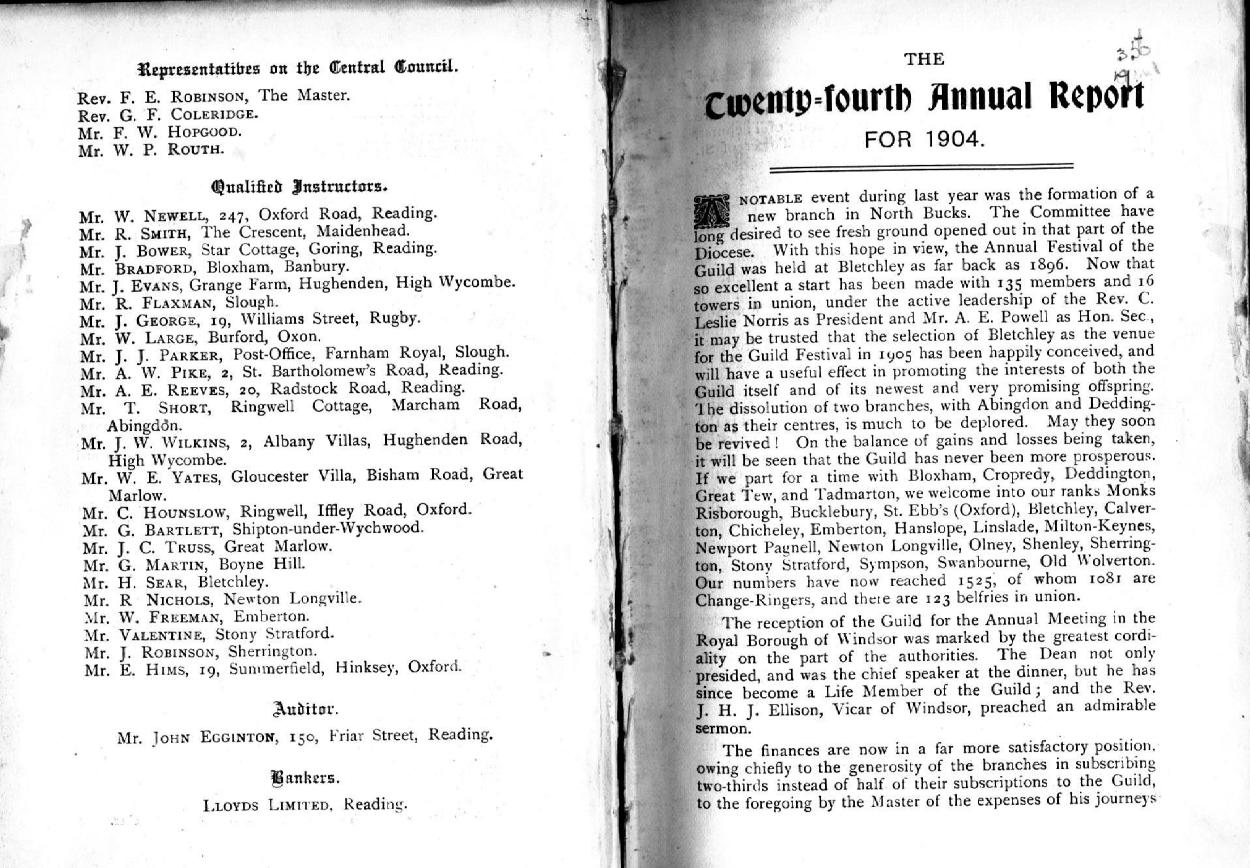 Representatives on the Central Council.
Rev. F. E. ROBINSON, The Master.
Rev. G. F. COLERIDGE.
Mr. F. W. HOPGOOD.
Mr. W. P. ROUTH.
Qualified Instructors.
Mr. W. NEWELL, 247, Oxford Road, Reading.
Mr. R. SMITH, The Crescent, Maidenhead.
Mr. J. BOWER, Star Cottage, Goring, Reading.
Mr. BRADFORD, Bloxham, Banbury.
Mr. J. EVANS, Grange Farm, Hughenden, High Wycombe.
Mr. R. FLAXMAN, Slough.
Mr. J. GEORGE, 19, Williams Street, Rugby.
Mr. W. LARGE, Burford, Oxon.
Mr. J. J. PARKER, Post-Office, Farnham Royal, Slough.
Mr. A. W. PIKE, 2, St. Bartholomew's Road, Reading.
Mr. A. E. REEVES, 20, Radstock Road, Reading.
Mr. T. SHORT, Ringwell Cottage, Marcham Road,
Abingdon.
Mr. J. W. WILKINS, 2, Albany Villas, Hughenden Road,
High Wycombe.
Mr. W. E. YATES, Gloucester Villa, Bisham Road, Great
Marlow.
Mr. C. HOUNSLOW, Ringwell, Iffley Road, Oxford.
Mr. G. BARTLETT, Shipton-under-Wychwood.
Mr. J. C. TRUSS, Great Marlow.
Mr. G. MARTIN, Boyne Hill.
Mr. H. SEAR, Bletchley.
Mr. R NICHOLS, Newton Longville.
Mr. W. FREEMAN, Emberton.
Mr. VALENTINE, Stony Stratford.
Mr. J. ROBINSON, Sherrington.
Mr. E. HIMS, 19, Summerfield, Hinksey, Oxford.
Auditor.
Mr. JOHN EGGINTON, 150, Friar Street, Reading.
Bankers.
LLOYDS LIMITED, Reading.
THE
Twenty-fourth Annual Report
FOR 1904.
A NOTABLE event during last year was the formation of a
new branch in North Bucks. The Committee have
long desired to see fresh ground opened out in that part of the
Diocese. With this hope in view, the Annual Festival of the
Guild was held at Bletchley as far back as 1896. Now that
so excellent a start has been made with 135 members and 16
towers in union, under the active leadership of the Rev. C.
Leslie Norris as President and Mr. A. E. Powell as Hon. Sec.,
it may be trusted that the selection of Bletchley as the venue
for the Guild Festival in 1905 has been happily conceived, and
will have a useful effect in promoting the interests of both the
Guild itself and of its newest and very promising offspring.
The dissolution of two branches, with Abingdon and Dedding-
ton as their centres, is much to be deplored. May they soon
be revived! On the balance of gains and losses being taken,
it will be seen that the Guild has never been more prosperous.
If we part for a time with Bloxham, Cropredy, Deddington,
Great Tew, and Tadmarton, we welcome into our ranks Monks
Risborough, Bucklebury, St. Ebb's (Oxford), Bletchley, Calver-
ton, Chicheley, Emberton, Hanslope, Linslade, Milton-Keynes,
Newport Pagnell, Newton Longville, Olney, Shenley, Sherring-
ton, Stony Stratford, Sympson, Swanbourne, Old Wolverton.
Our numbers have now reached 1525, of whom 1081 are
Change-Ringers, and there are 123 belfries in union.
The reception of the Guild for the Annual Meeting in the
Royal Borough of Windsor was marked by the greatest cordi-
ality on the part of the authorities. The Dean not only
presided, and was the chief speaker at the dinner, but he has
since become a Life Member of the Guild; and the Rev.
J. H. J. Ellison, Vicar of Windsor, preached an admirable
sermon.
The finances are now in a far more satisfactory position,
owing chiefly to the generosity of the branches in subscribing
two-thirds instead of half of their subscriptions to the Guild,
to the foregoing by the Master of the expenses of his journeys